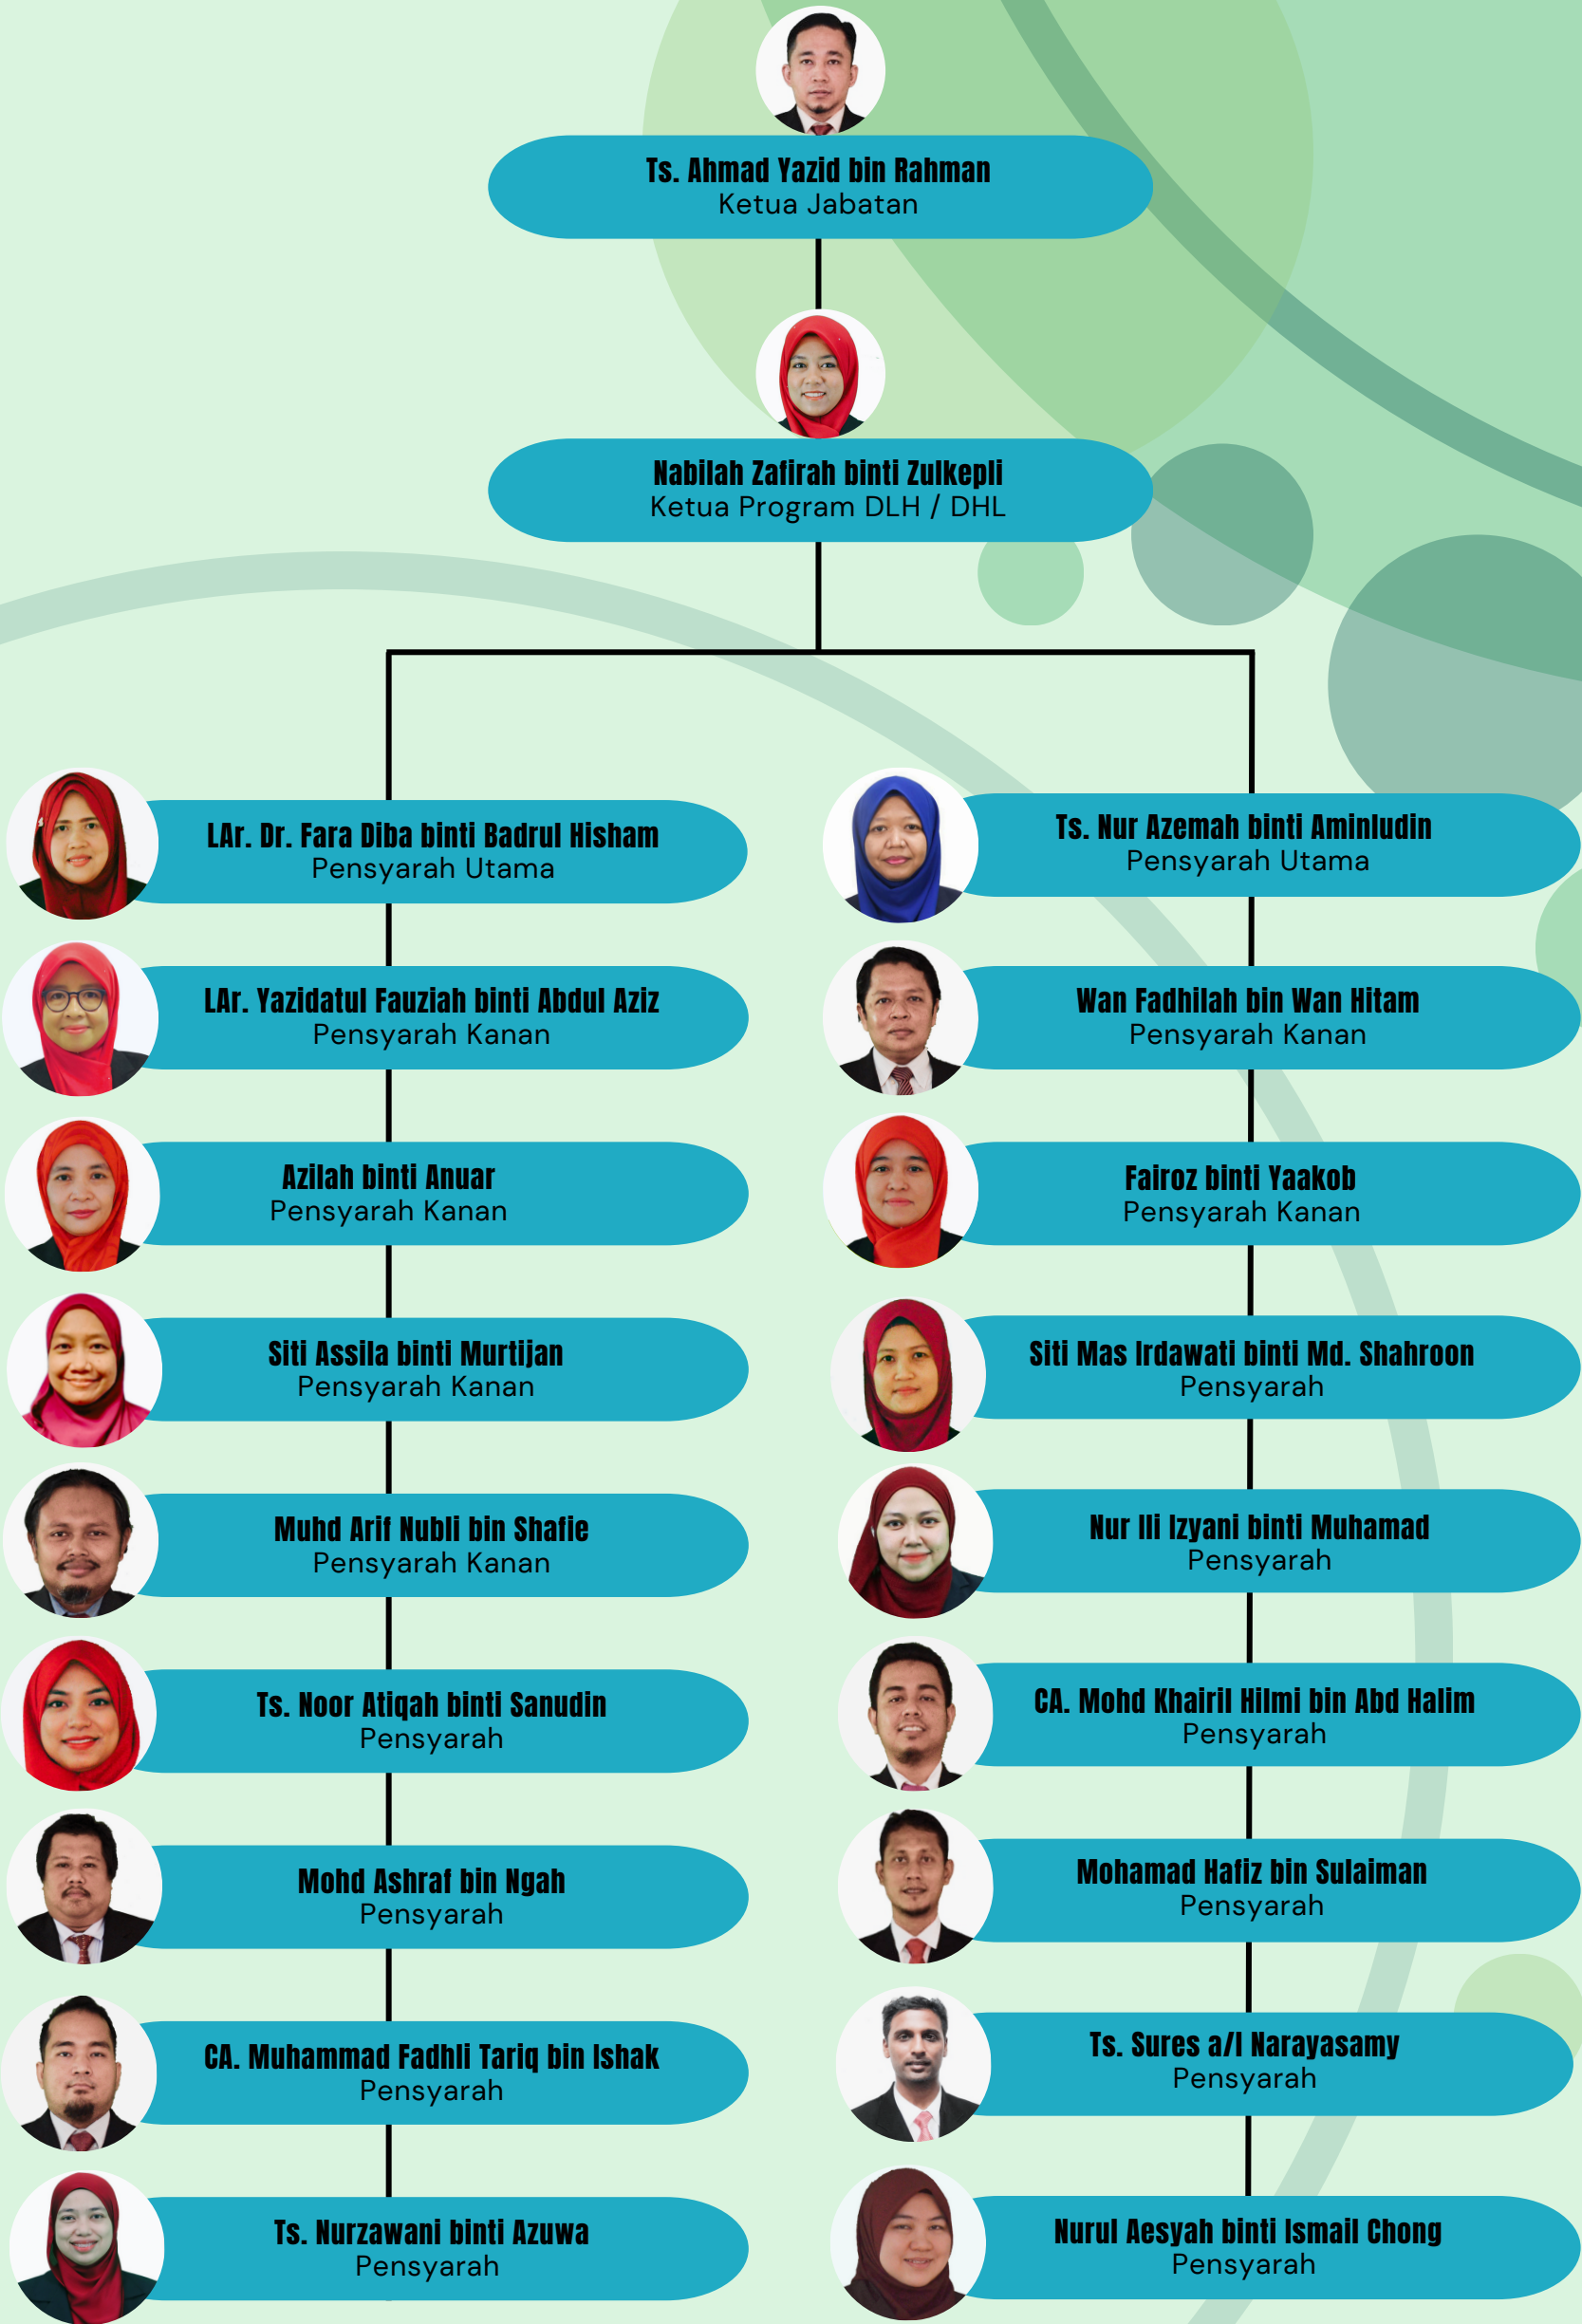 Ts. Ahmad Yazid bin Rahman
Ketua Jabatan
Nabilah Zafirah binti Zulkepli
Ketua Program DLH / DHL
LAr. Dr. Fara Diba binti Badrul Hisham
Pensyarah Utama
Ts. Nur Azemah binti Aminludin
Pensyarah Utama
LAr. Yazidatul Fauziah binti Abdul Aziz
Pensyarah Kanan
Wan Fadhilah bin Wan Hitam
Pensyarah Kanan
Azilah binti Anuar
Pensyarah Kanan
Fairoz binti Yaakob
Pensyarah Kanan
Siti Assila binti Murtijan
Pensyarah Kanan
Siti Mas Irdawati binti Md. Shahroon
Pensyarah
Muhd Arif Nubli bin Shafie
Pensyarah Kanan
Nur Ili Izyani binti Muhamad
Pensyarah
Ts. Noor Atiqah binti Sanudin
Pensyarah
CA. Mohd Khairil Hilmi bin Abd Halim
Pensyarah
Mohd Ashraf bin Ngah
Pensyarah
Mohamad Hafiz bin Sulaiman
Pensyarah
CA. Muhammad Fadhli Tariq bin Ishak
Pensyarah
Ts. Sures a/l Narayasamy
Pensyarah
Ts. Nurzawani binti Azuwa
Pensyarah
Nurul Aesyah binti Ismail Chong
Pensyarah